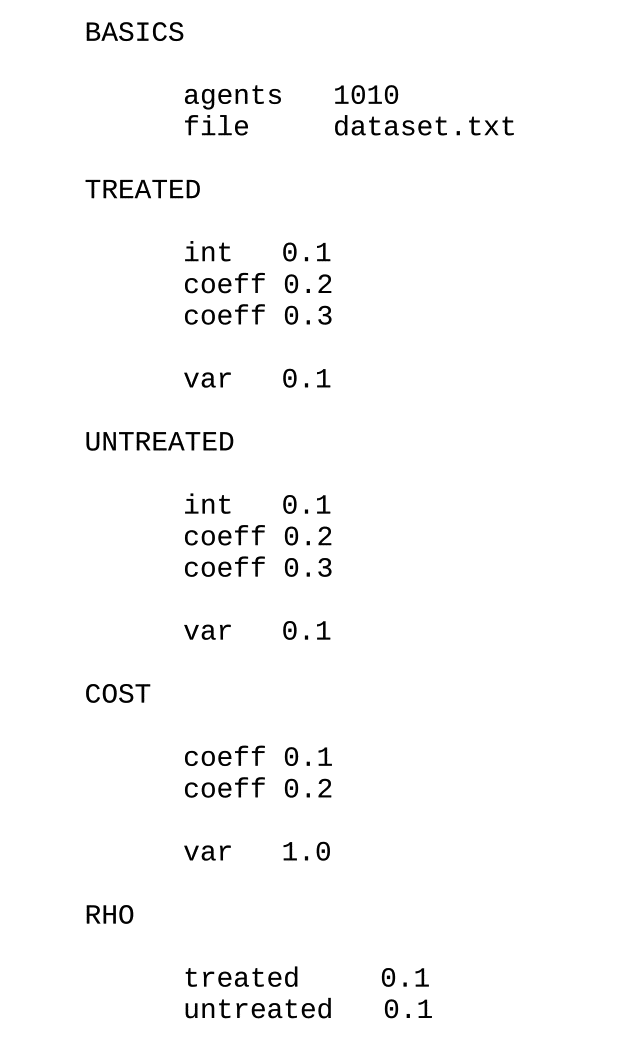 BASICS
agents 1010
file dataset.txt
TREATED
int 0.1
coeff 0.2
coeff 0.3
var 0.1
UNTREATED
int 0.1
coeff 0.2
coeff 0.3
var 0.1
COST
coeff 0.1
coeff 0.2
var 1.0
RHO
treated 0.1
untreated 0.1